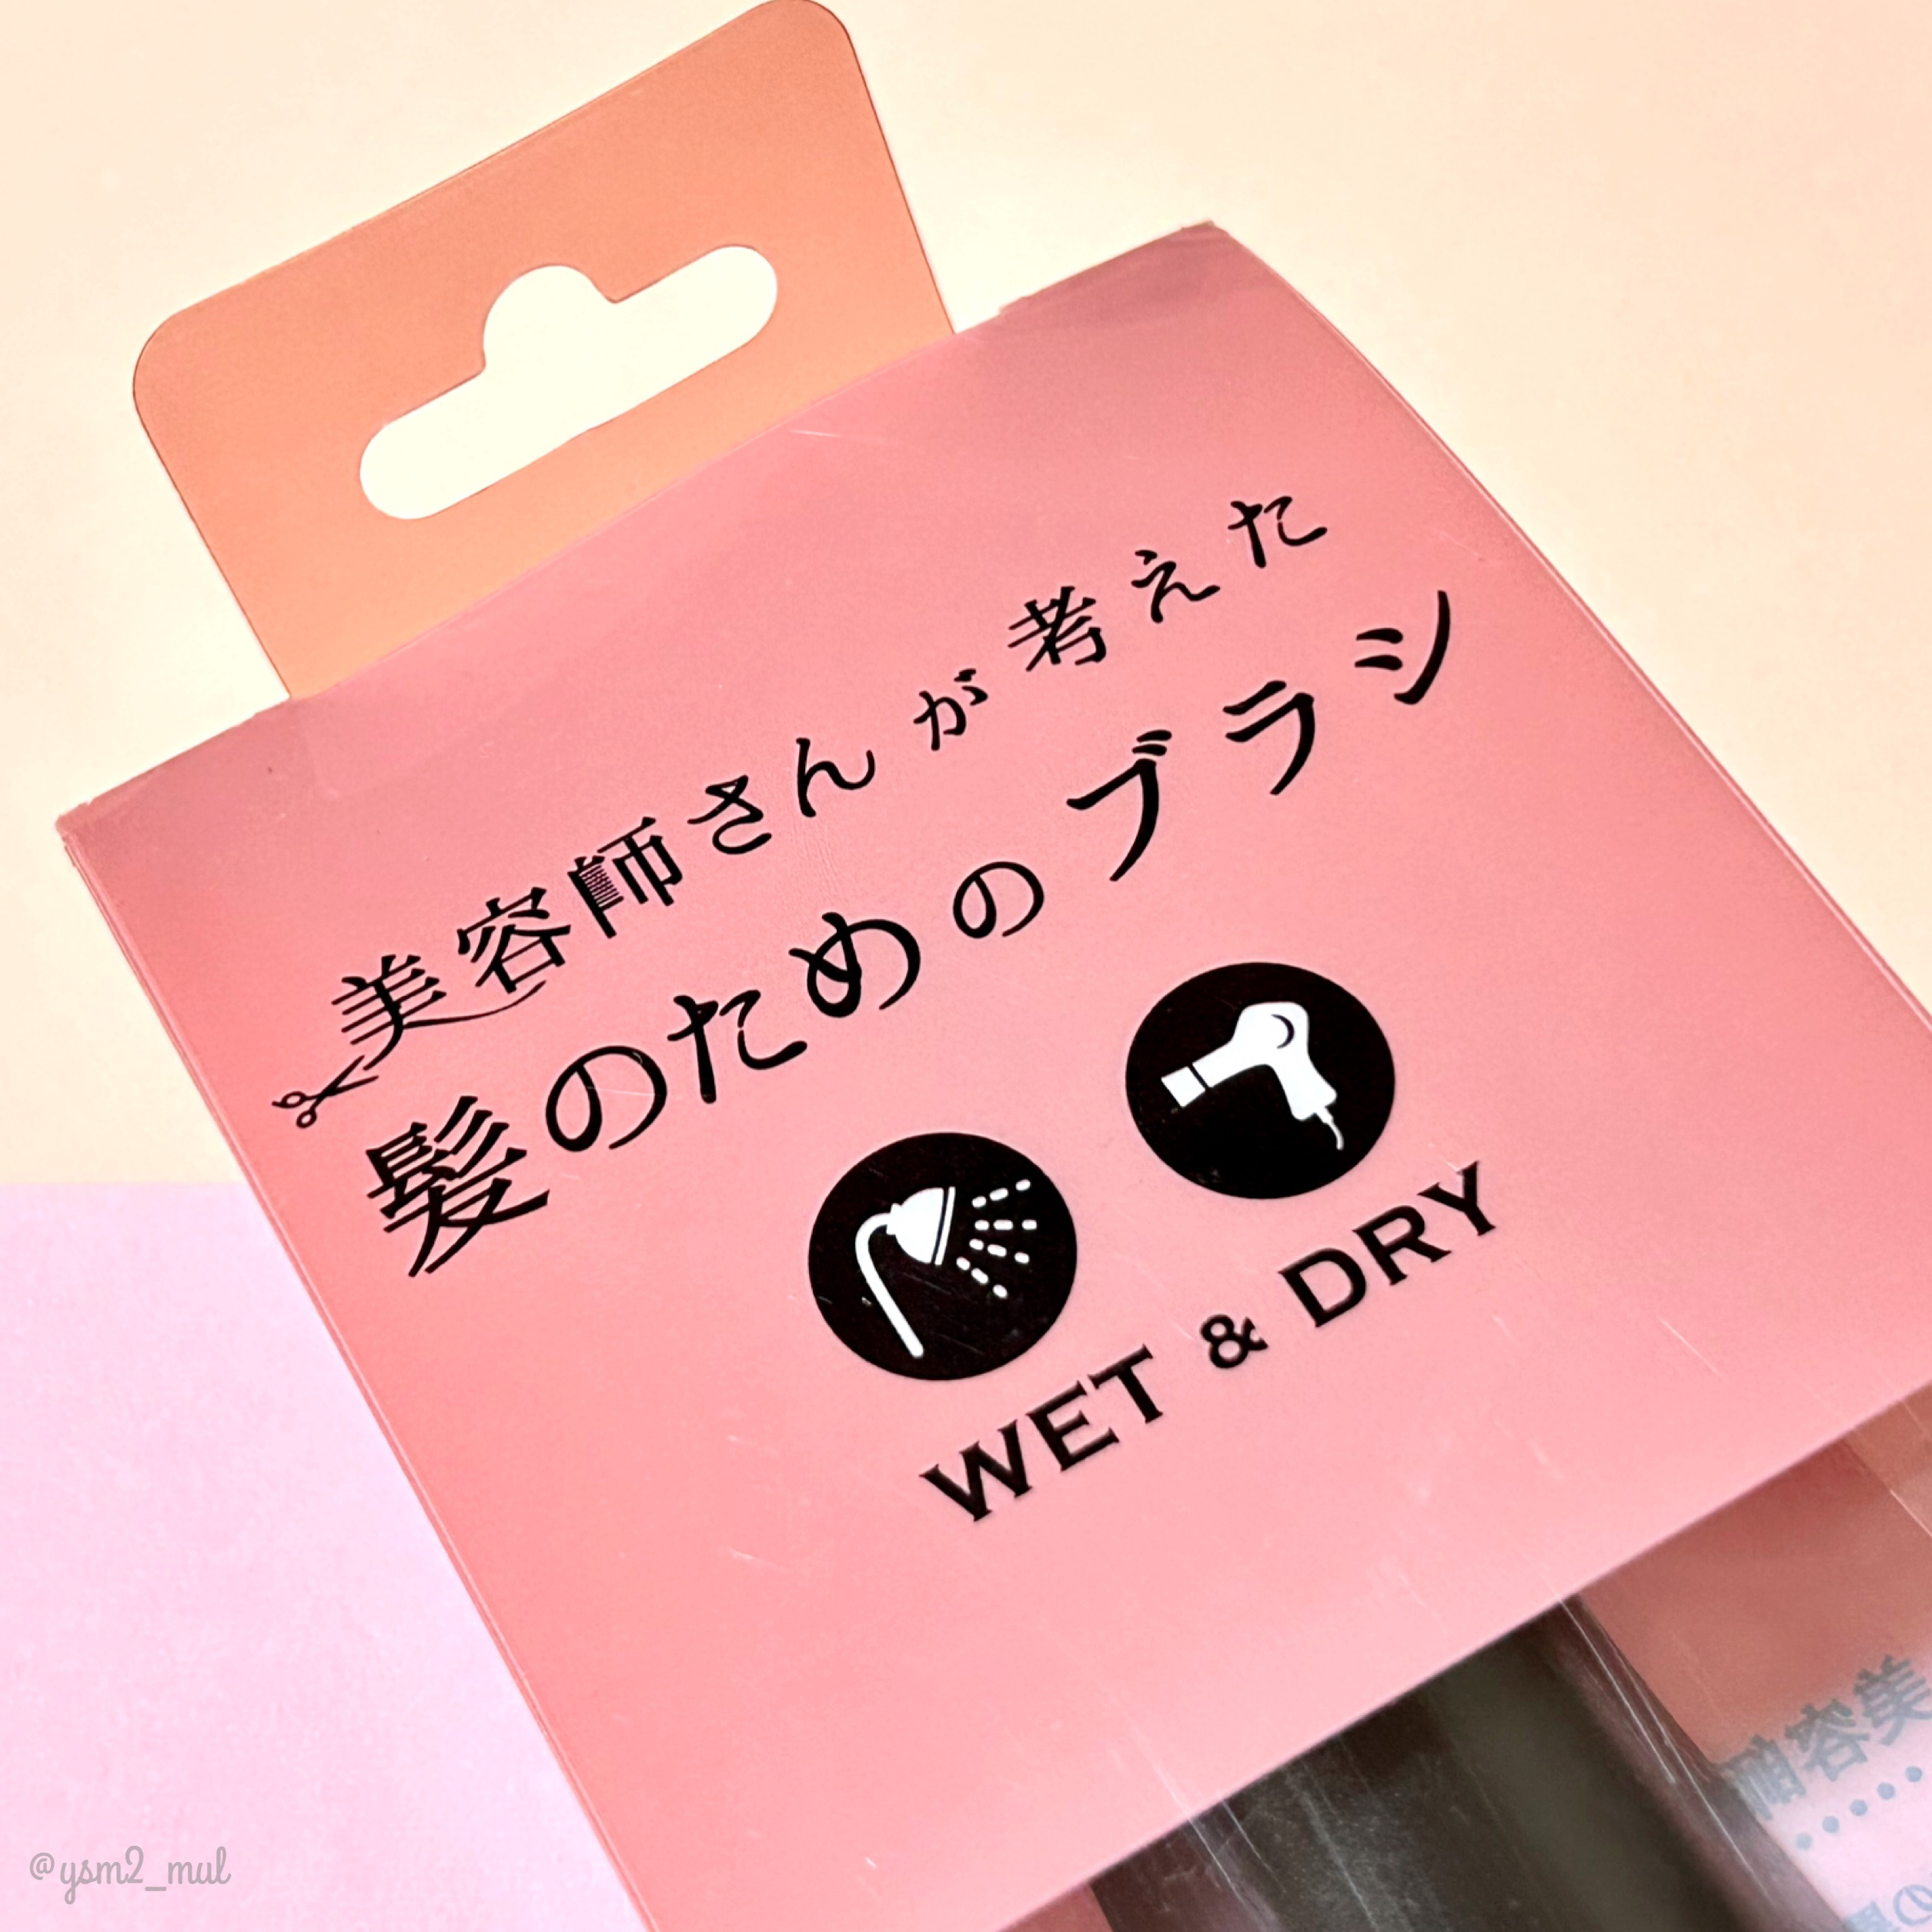 美容師さんが考えた
髪のためのブラシ
WET & DRY
@ysm2_mul